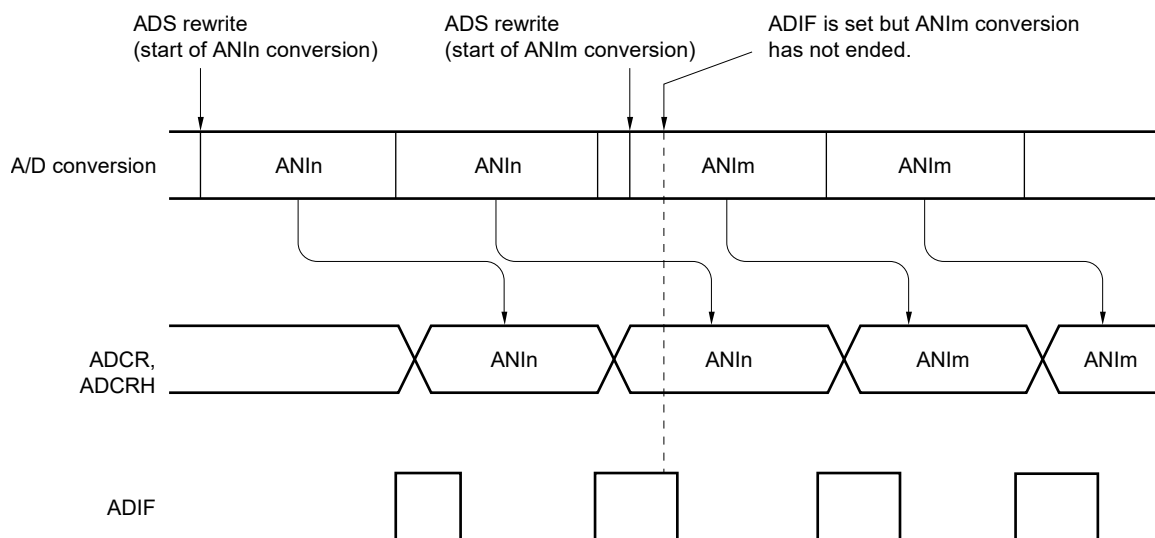 ADS rewrite
(start of ANIn conversion)
ADS rewrite
(start of ANIm conversion)
ADIF is set but ANIm conversion
has not ended.
A/D conversion
ANIn
ANIn
ANIm
ANIm
ADCR,
ADCRH
ANIn
ANIn
ANIm
ANIm
ADIF